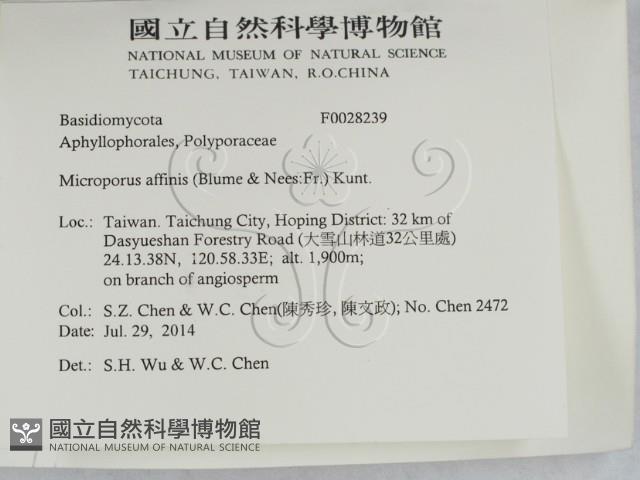 國立自然科學博物館
NATIONAL MUSEUM OF NATURAL SCIENCE
TAICHUNG, TAIWAN, R.O.CHINA
Basidiomycota F0028239
Aphyllophorales, Polyporaceae
Microporus affinis (Blume & Nees:Fr.) Kunt.
Loc.: Taiwan. Taichung City, Hoping District: 32 km of
Dasyueshan Forestry Road (大雪山林道32公里處)
24.13.38N, 120.58.33E; alt. 1,900m;
on branch of angiosperm
Col.: S.Z. Chen & W.C. Chen(陳秀珍, 陳文政); No. Chen 2472
Date: Jul. 29, 2014
Det.: S.H. Wu & W.C. Chen
國立自然科學博物館
NATIONAL MUSEUM OF NATURAL SCIENCE